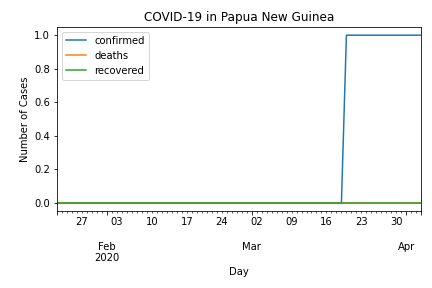 COVID-19 in Papua New Guinea
confirmed
deaths
recovered
Number of Cases
1.0
0.8
0.6
0.4
0.2
0.0
27 03 10 17 24 02 09 16 23 30
Feb Mar Apr
2020
Day